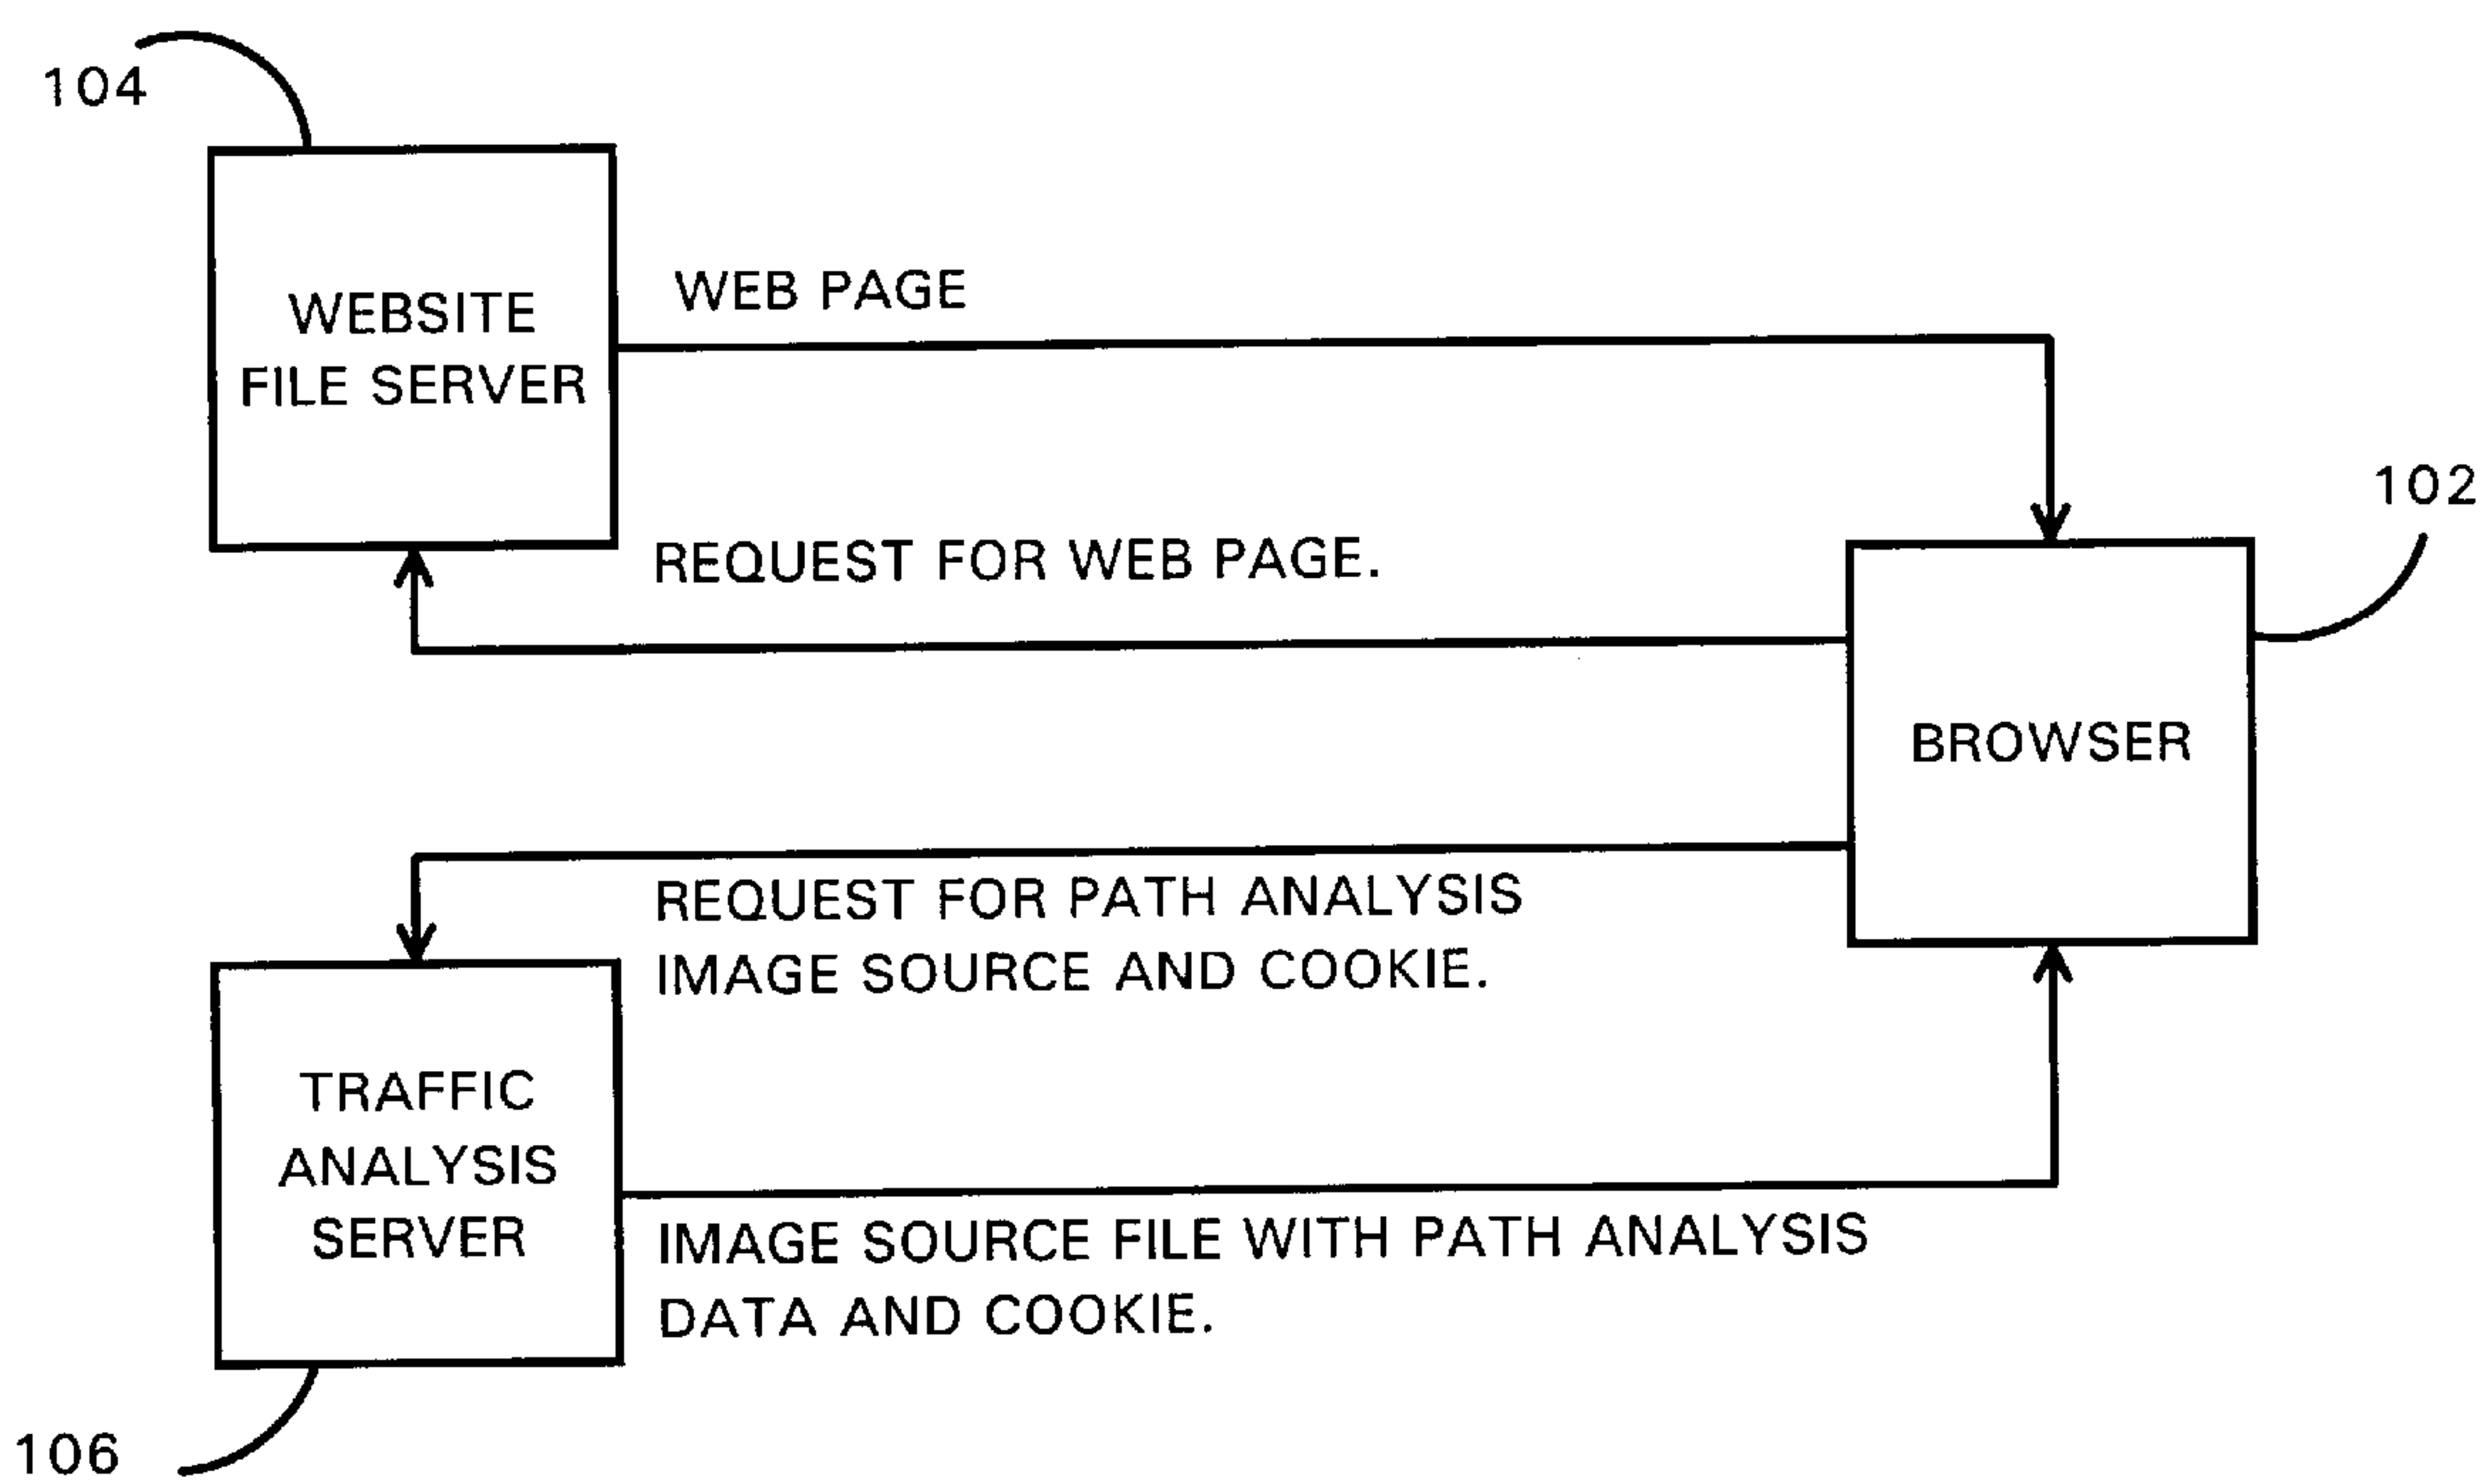 104
WEBSITE
FILE SERVER
WEB PAGE
REQUEST FOR WEB PAGE.
102
BROWSER
REQUEST FOR PATH ANALYSIS
IMAGE SOURCE AND COOKIE.
TRAFFIC
ANALYSIS
SERVER
IMAGE SOURCE FILE WITH PATH ANALYSIS
DATA AND COOKIE.
106